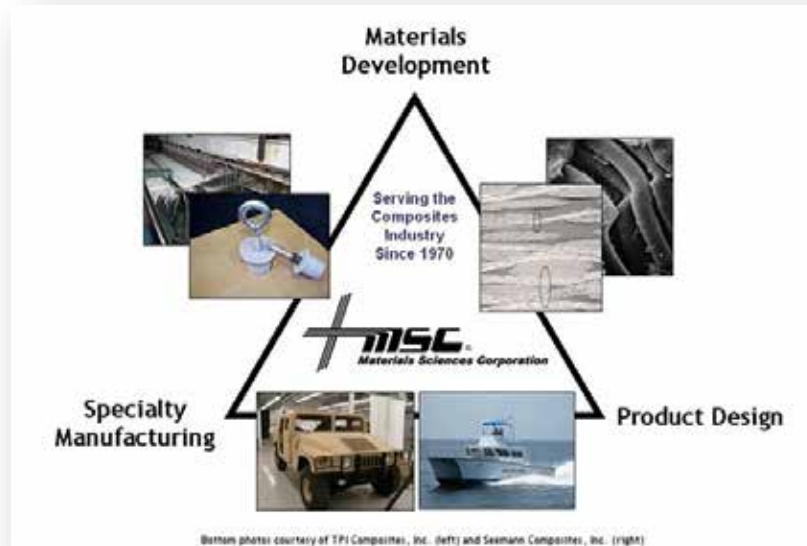 Materials
Development
Serving the
Composites
Industry
Since 1970
MSC
Materials Sciences Corporation
Specialty
Manufacturing
Product Design
Bottom photos courtesy of TPI Composites, Inc. (left) and Seemann Composites, Inc. (right)